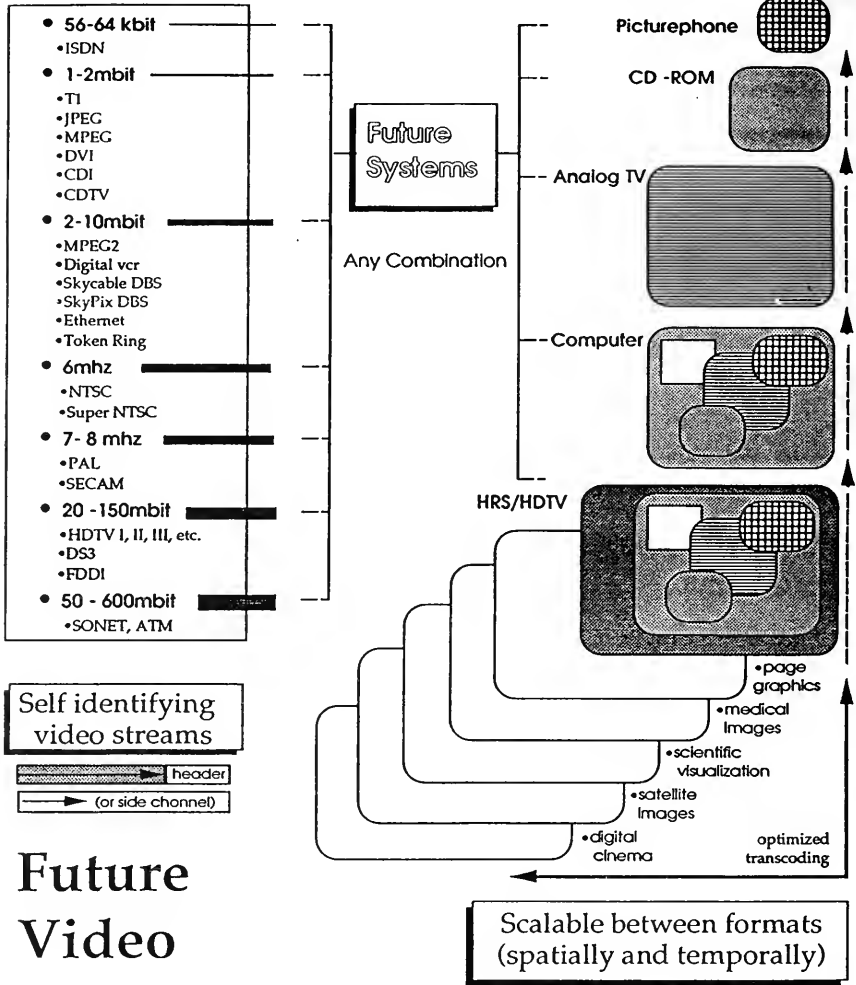 • 56-64 kbit
•ISDN
• 1-2mbit
•T1
•JPEG
•MPEG
•DVI
•CDI
•CDTV
• 2-10mbit
•MPEG2
•Digital vcr
•Skycable DBS
•SkyPix DBS
•Ethernet
•Token Ring
• 6mhz
•NTSC
•Super NTSC
• 7- 8 mhz
•PAL
•SECAM
• 20 -150mbit
•HDTV I, II, III, etc.
•DS3
•FDDI
• 50 - 600mbit
•SONET, ATM
Future
Systems
Any Combination
Picturephone
CD -ROM
Analog TV
Computer
HRS/HDTV
•page
graphics
•medical
Images
•scientific
visualization
•satellite
Images
•digital
cinema
optimized
transcoding
Self identifying
video streams
header
(or side channel)
Future
Video
Scalable between formats
(spatially and temporally)